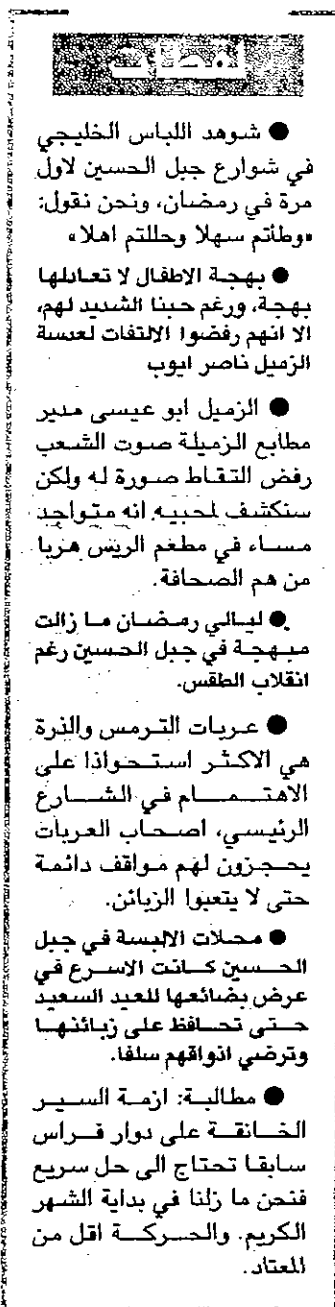 لقطات
● شوهد اللباس الخليجي
في شوارع جبل الحسين لاول
مرة في رمضان، ونحن نقول:
«وطئتم سهلا وحللتم اهلا»
● بهجة الاطفال لا تعادلها
بهجة، ورغم حبنا الشديد لهم،
الا انهم رفضوا الالتفات لعدسة
الزميل ناصر ايوب
● الزميل ابو عيسى مدير
مطابع الزميلة صوت الشعب
رفض التقاط صورة له ولكن
سنكشف لمحبيه انه متواجد
مساء في مطعم الريس هربا
من هم الصحافة.
● ليالي رمضان ما زالت
مبهجة في جبل الحسين رغم
انقلاب الطقس.
● عربات الترمس والذرة
هي الاكثر استحواذا على
الاهتمام في الشارع
الرئيسي، اصحاب العربات
يحجزون لهم مواقف دائمة
حتى لا يتعبوا الزبائن.
● محلات الالبسة في جبل
الحسين كانت الاسرع في
عرض بضائعها للعيد السعيد
حتى تحافظ على زبائنها
وترضي اذواقهم سلفا.
● مطالبة: ازمة السير
الخانقة على دوار فراس
سابقا تحتاج الى حل سريع
فنحن ما زلنا في بداية الشهر
الكريم. والحركة اقل من
المعتاد.